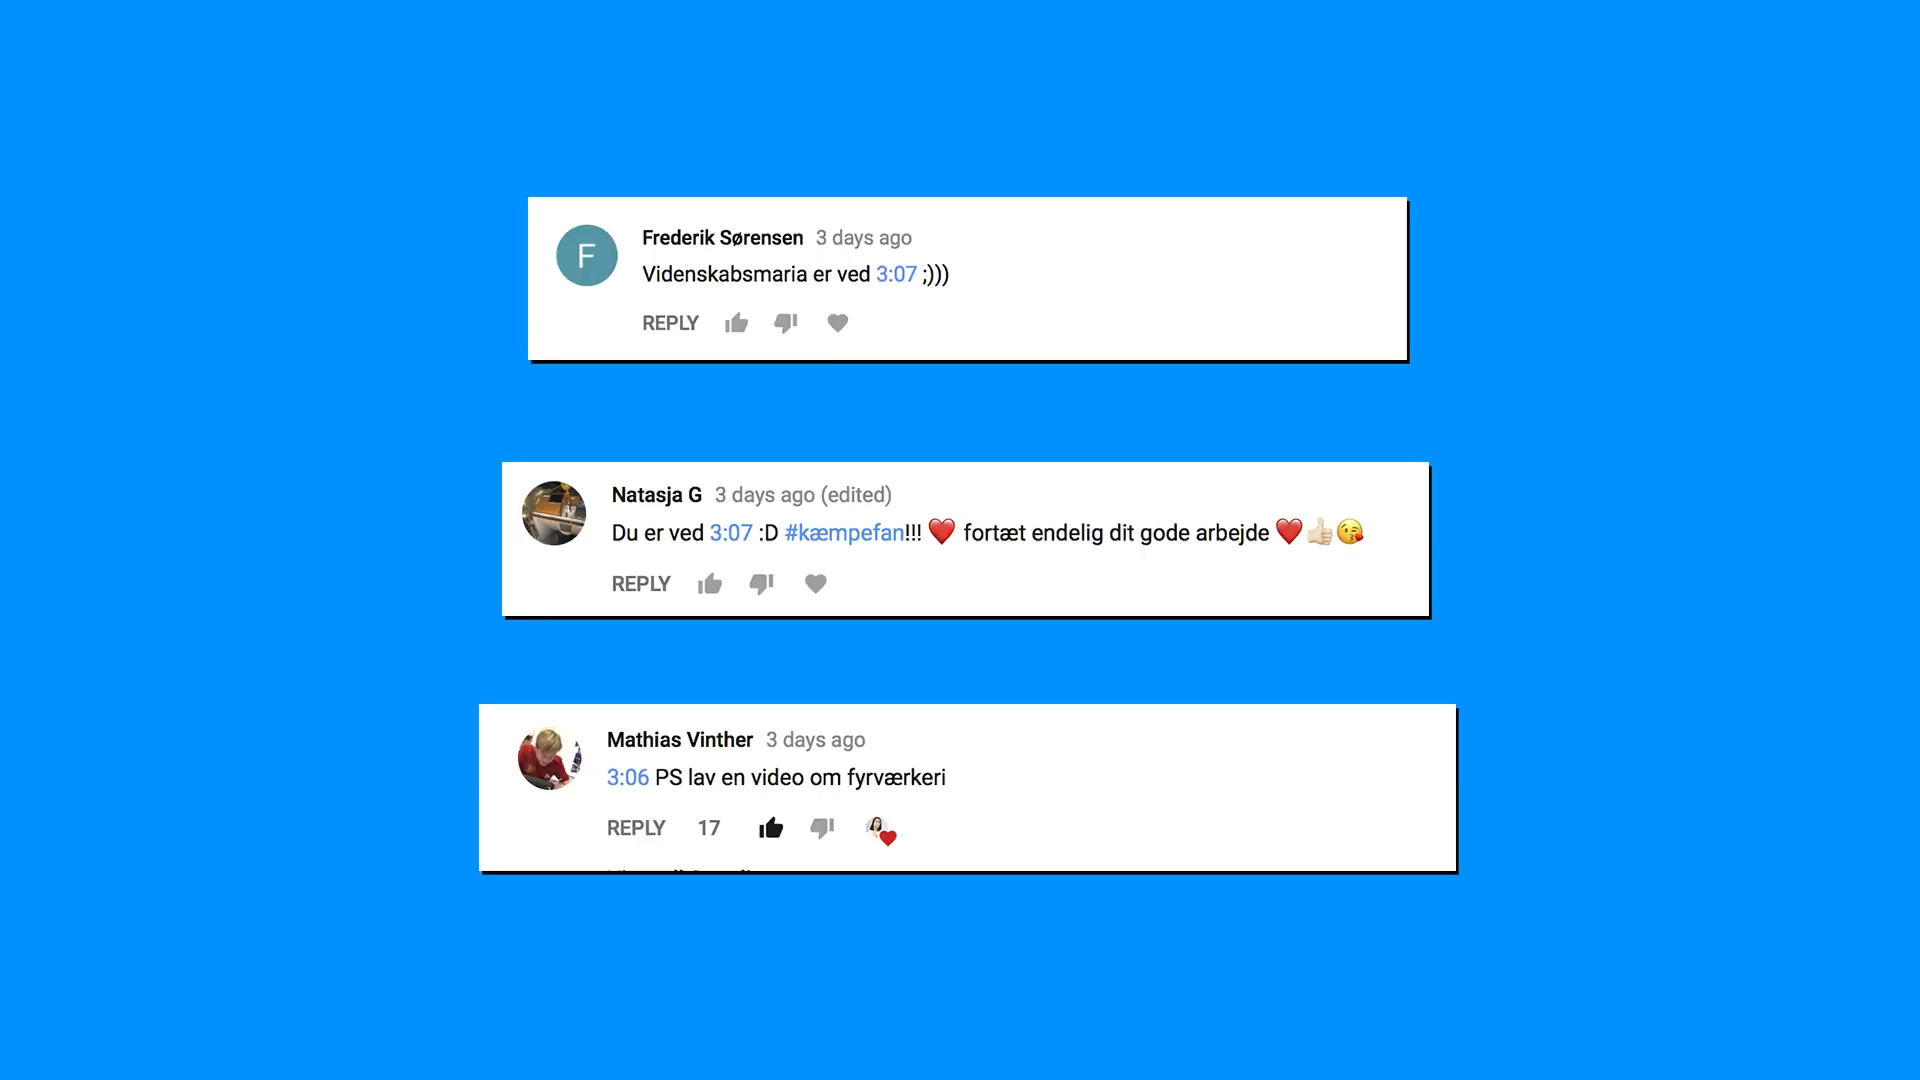 F
Frederik Sørensen 3 days ago
Videnskabsmaria er ved 3:07 ;)))
REPLY
Natasja G 3 days ago (edited)
Du er ved 3:07 :D #kæmpefan!!! ❤️ fortæt endelig dit gode arbejde ❤️👍🏻😘
REPLY
Mathias Vinther 3 days ago
3:06 PS lav en video om fyrværkeri
REPLY 17